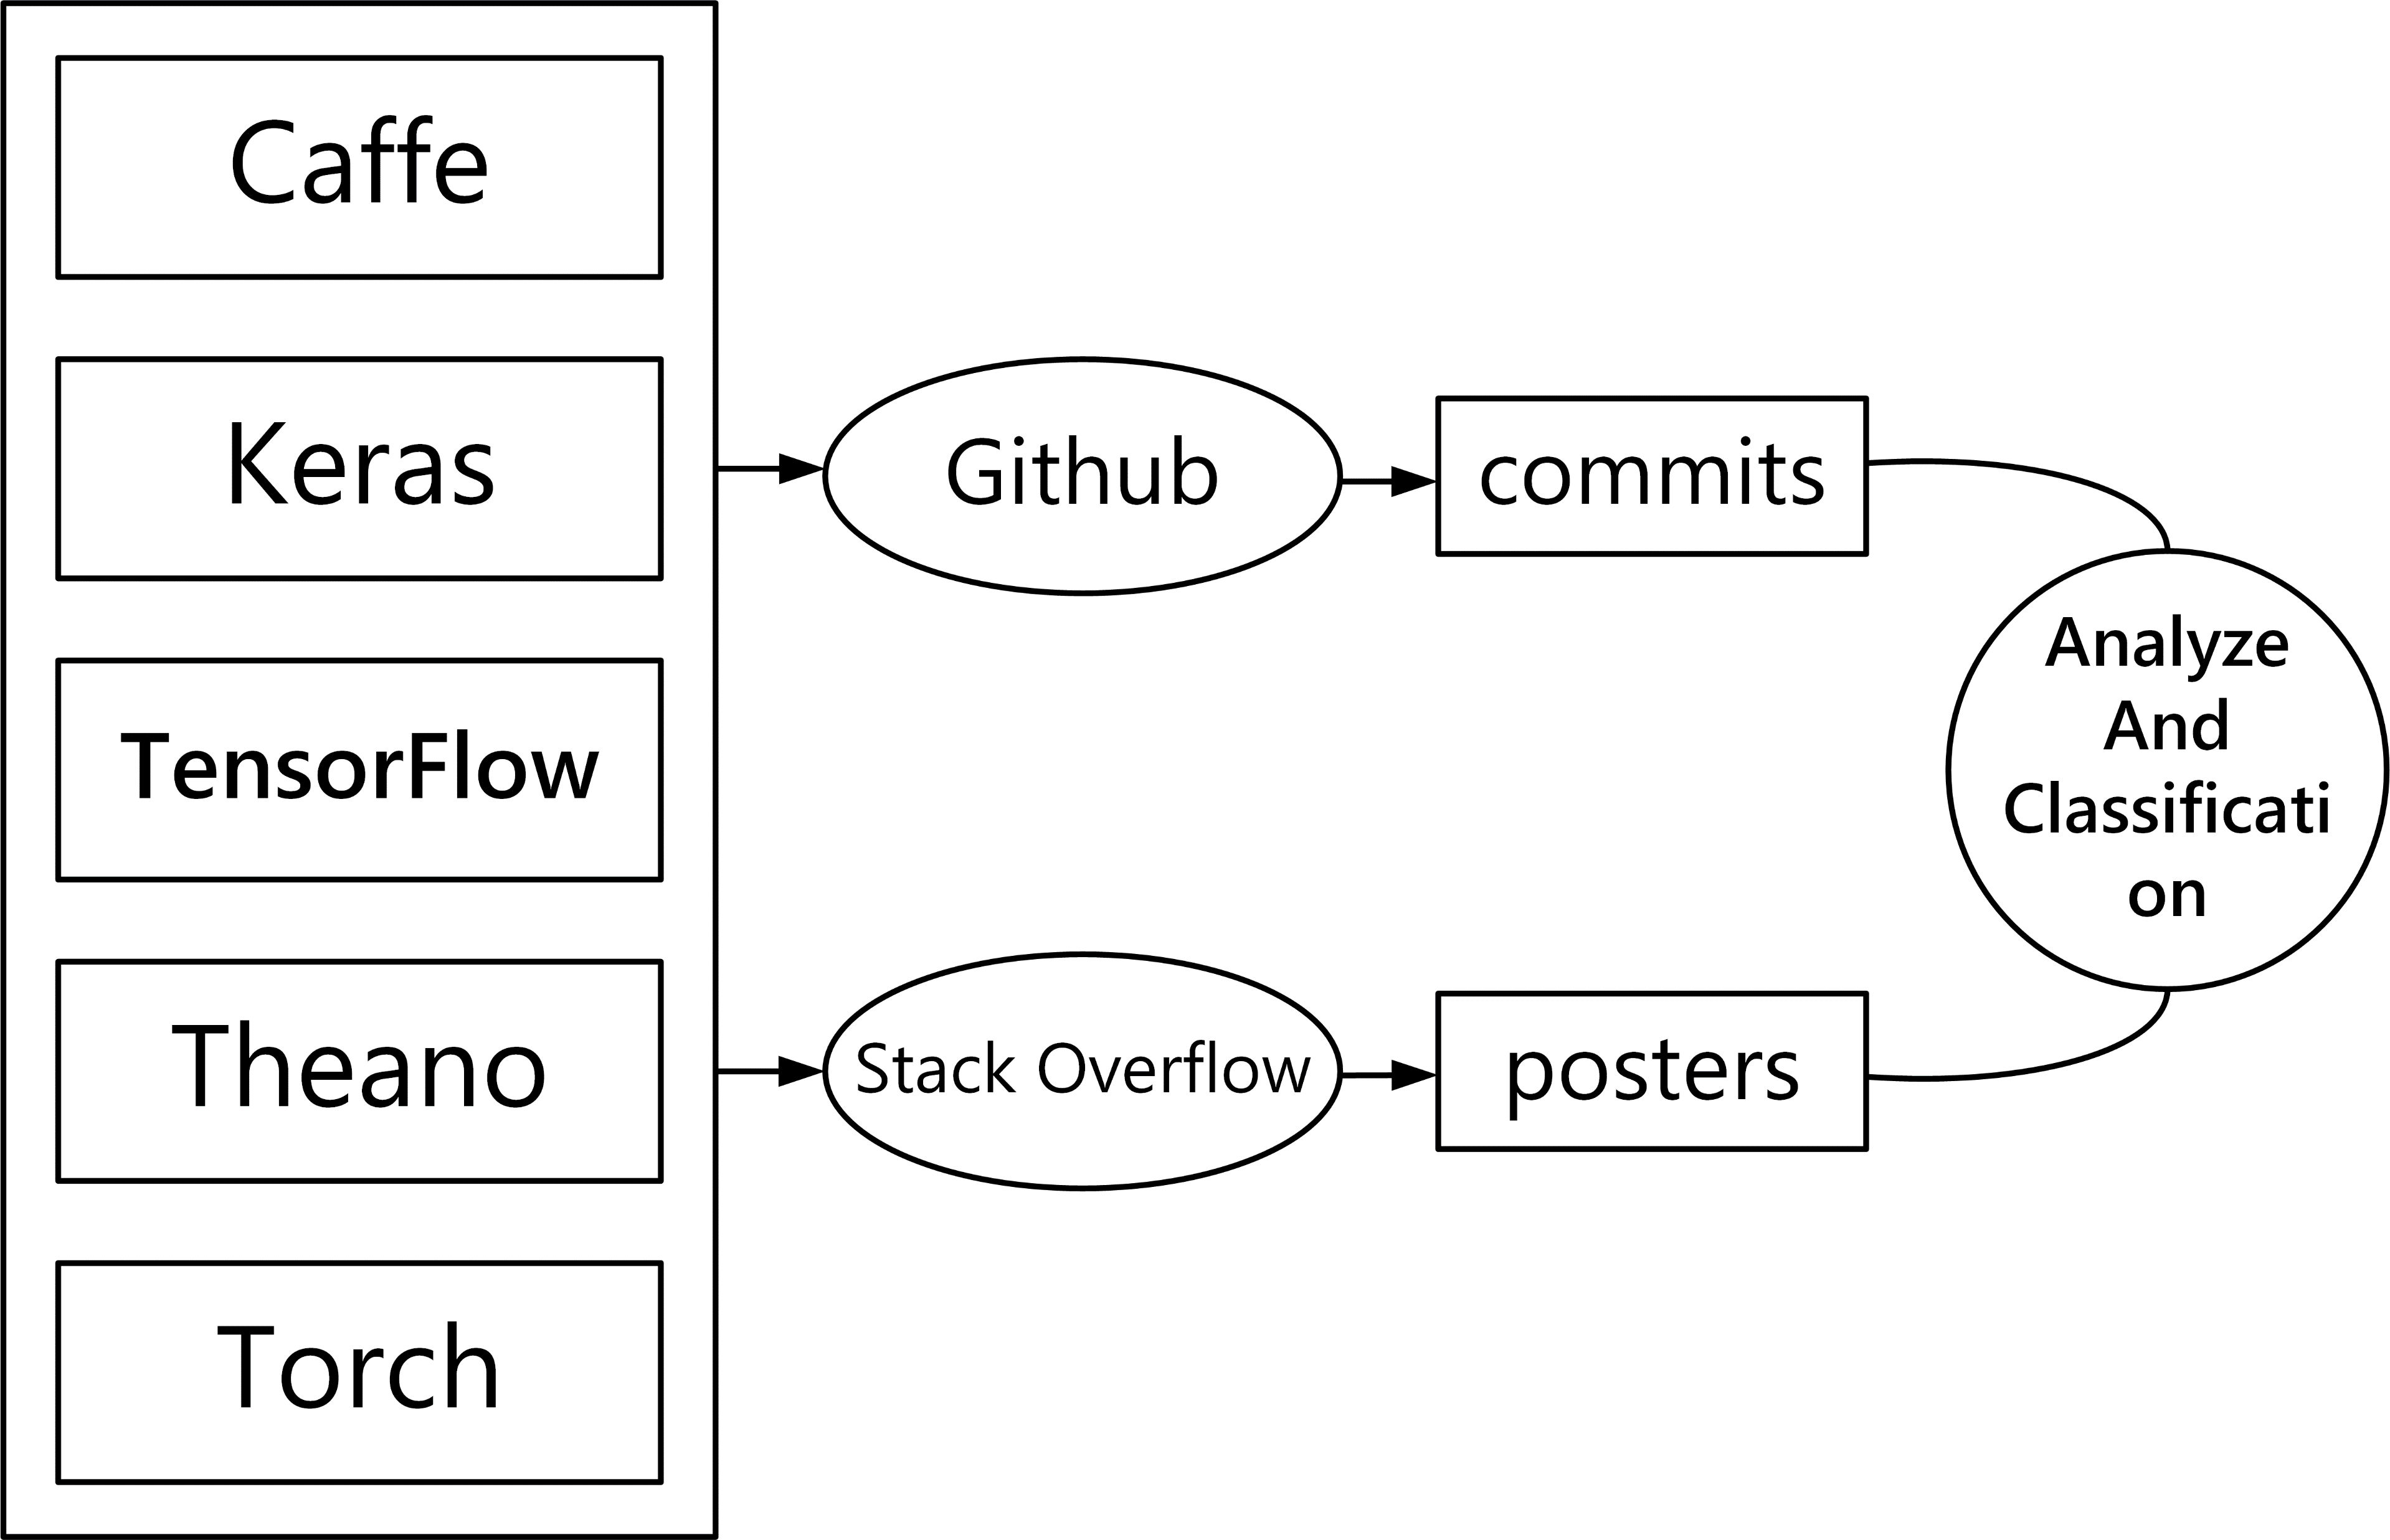 Caffe
Keras
TensorFlow
Theano
Torch
Github
commits
Stack Overflow
posters
Analyze
And
Classificati
on